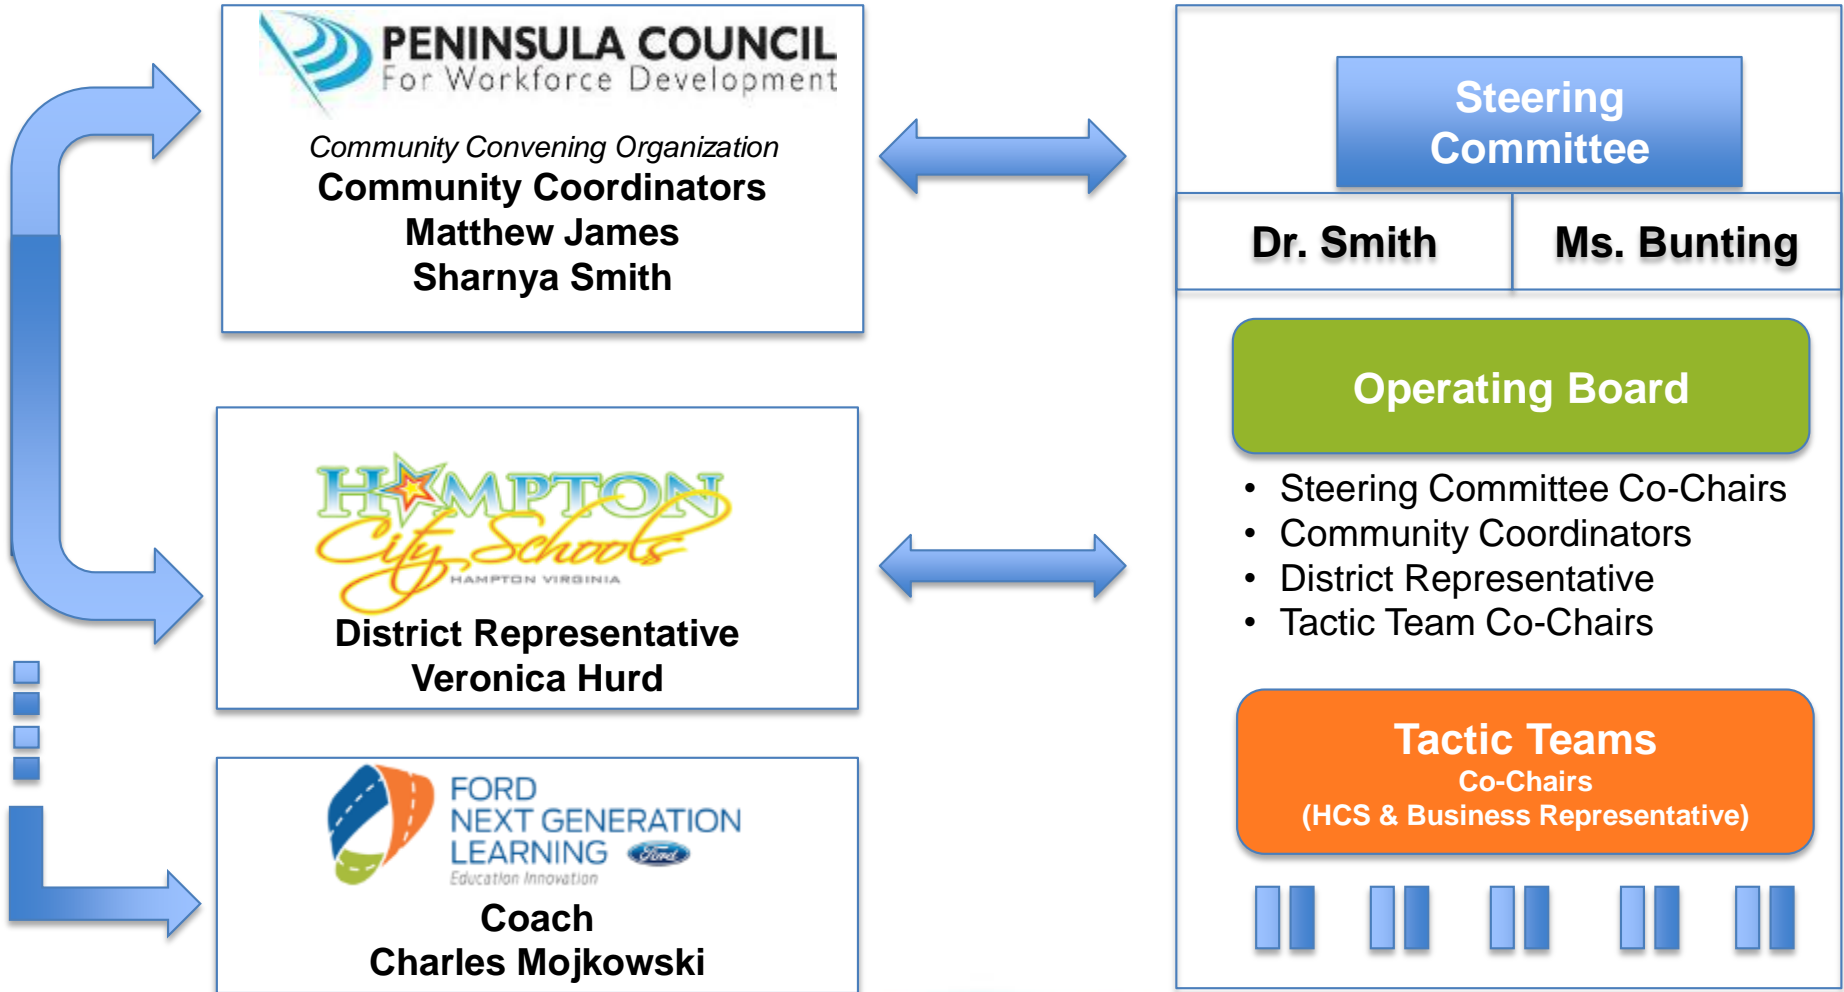 PENINSULA COUNCIL
For Workforce Development
Community Convening Organization
Community Coordinators
Matthew James
Sharnya Smith
HAMPTON
City Schools
HAMPTON VIRGINIA
District Representative
Veronica Hurd
FORD
NEXT GENERATION
LEARNING Ford
Education Innovation
Coach
Charles Mojkowski
Steering
Committee
Dr. Smith
Ms. Bunting
Operating Board
• Steering Committee Co-Chairs
• Community Coordinators
• District Representative
• Tactic Team Co-Chairs
Tactic Teams
Co-Chairs
(HCS & Business Representative)